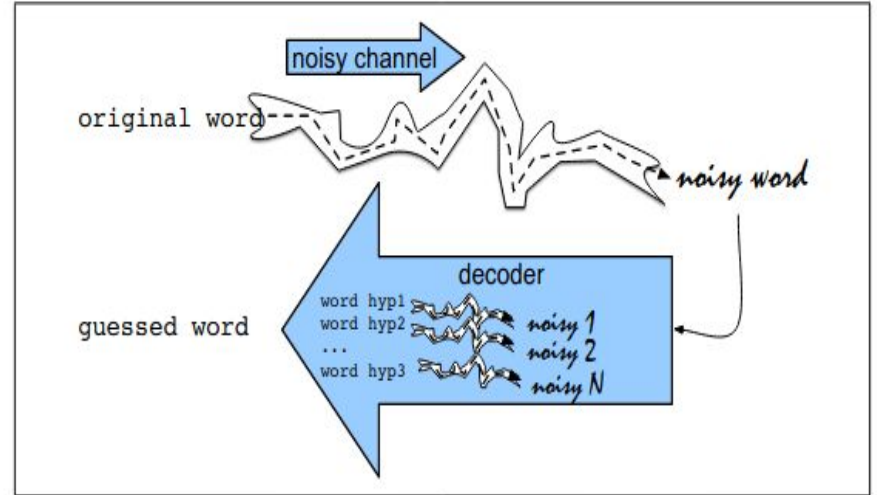 noisy channel
original word
noisy word
decoder
word hyp1
noisy 1
word hyp2
noisy 2
...
word hyp3
noisy N
guessed word